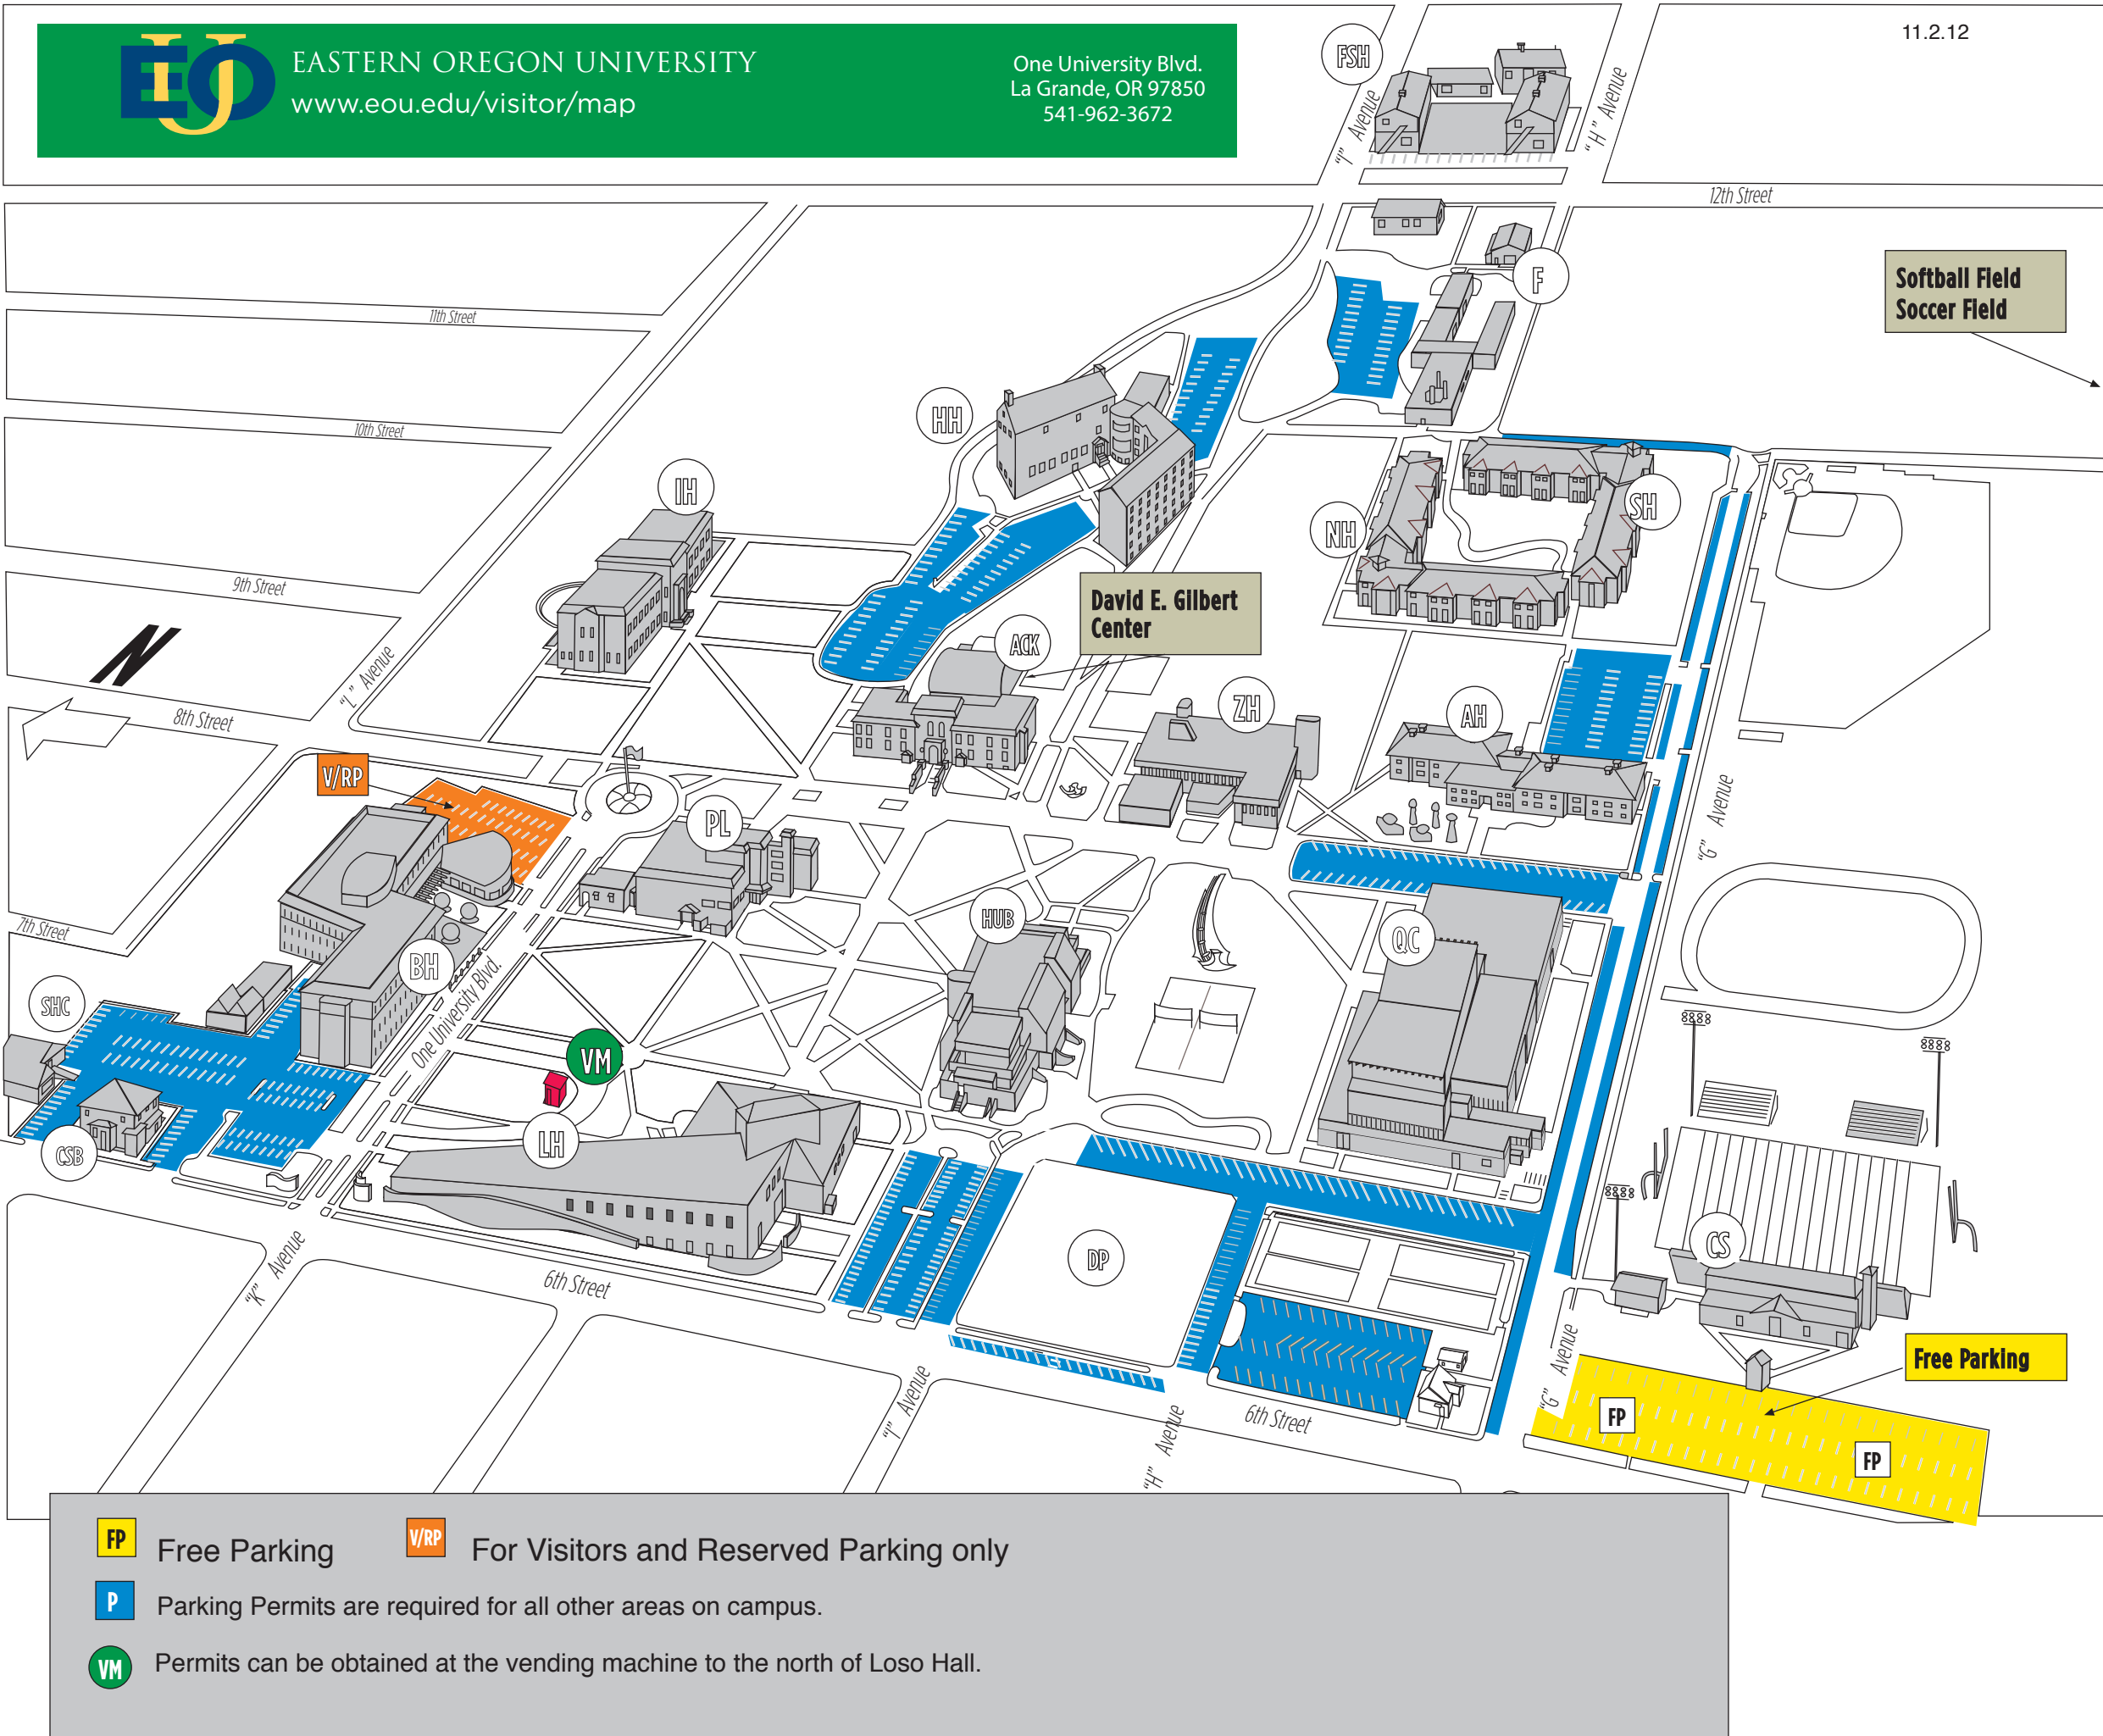 11.2.12
EOU
EASTERN OREGON UNIVERSITY
www.eou.edu/visitor/map
One University Blvd.
La Grande, OR 97850
541-962-3672
FSH
"I" Avenue
"H" Avenue
12th Street
F
Softball Field
Soccer Field
11th Street
10th Street
HH
IH
NH
SH
9th Street
N
David E. Gilbert
Center
ACK
"L" Avenue
8th Street
ZH
AH
V/RP
PL
"G" Avenue
7th Street
HUB
QC
BH
SHC
One University Blvd.
VM
LH
CSB
CS
DP
"K" Avenue
6th Street
"G" Avenue
Free Parking
"I" Avenue
"H" Avenue
6th Street
FP
FP
FP Free Parking
V/RP For Visitors and Reserved Parking only
P Parking Permits are required for all other areas on campus.
VM Permits can be obtained at the vending machine to the north of Loso Hall.